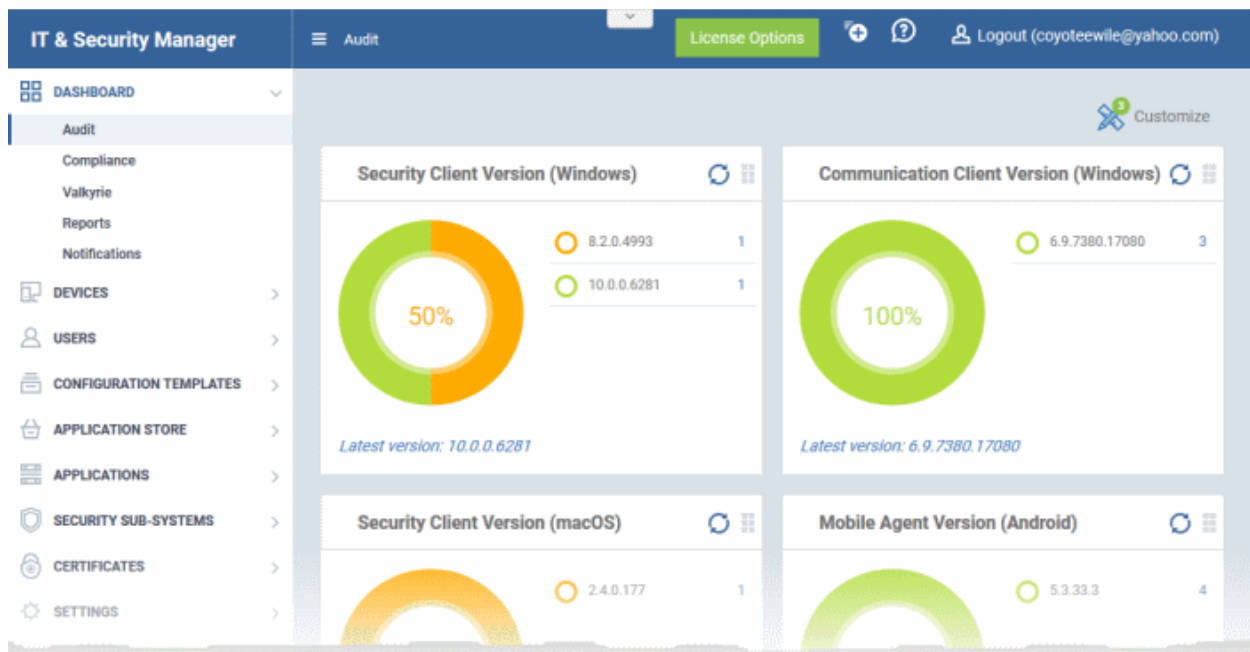 IT & Security Manager
Audit
License Options
Logout (coyoteewile@yahoo.com)
DASHBOARD
Audit
Compliance
Valkyrie
Reports
Notifications
DEVICES
USERS
CONFIGURATION TEMPLATES
APPLICATION STORE
APPLICATIONS
SECURITY SUB-SYSTEMS
CERTIFICATES
SETTINGS
3
Customize
Security Client Version (Windows)
50%
8.2.0.4993 1
10.0.0.6281 1
Latest version: 10.0.0.6281
Communication Client Version (Windows)
100%
6.9.7380.17080 3
Latest version: 6.9.7380.17080
Security Client Version (macOS)
2.4.0.177 1
Mobile Agent Version (Android)
5.3.33.3 4